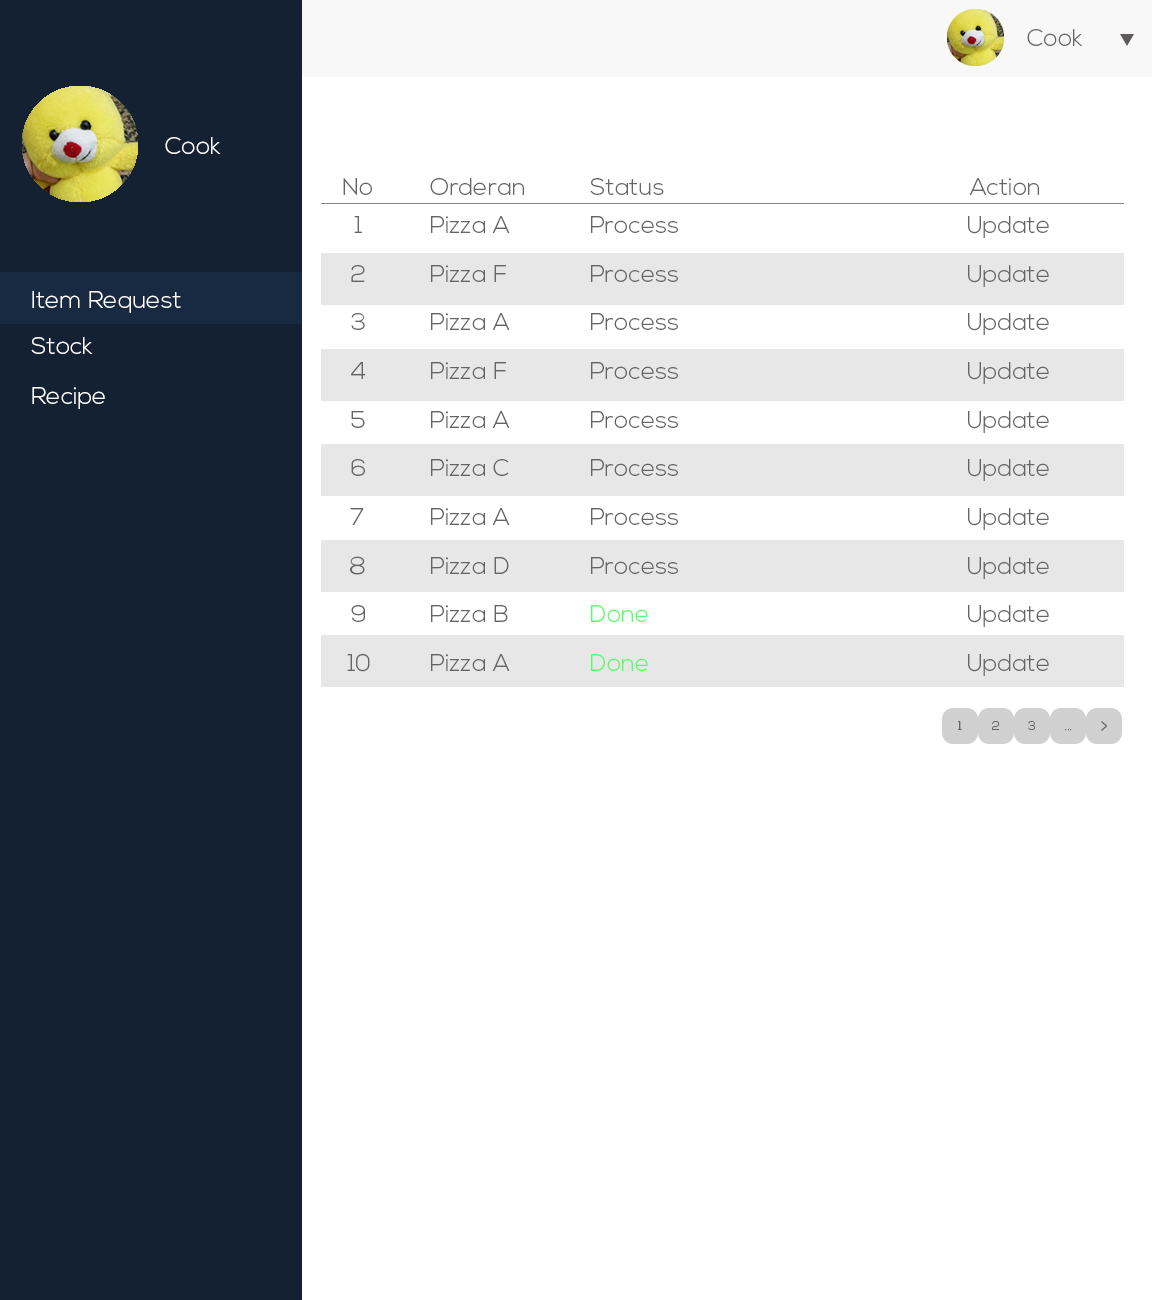 Cook
Cook
Item Request
Stock
Recipe
No Orderan Status Action
1 Pizza A Process Update
2 Pizza F Process Update
3 Pizza A Process Update
4 Pizza F Process Update
5 Pizza A Process Update
6 Pizza C Process Update
7 Pizza A Process Update
8 Pizza D Process Update
9 Pizza B Done Update
10 Pizza A Done Update
1 2 3 ... >